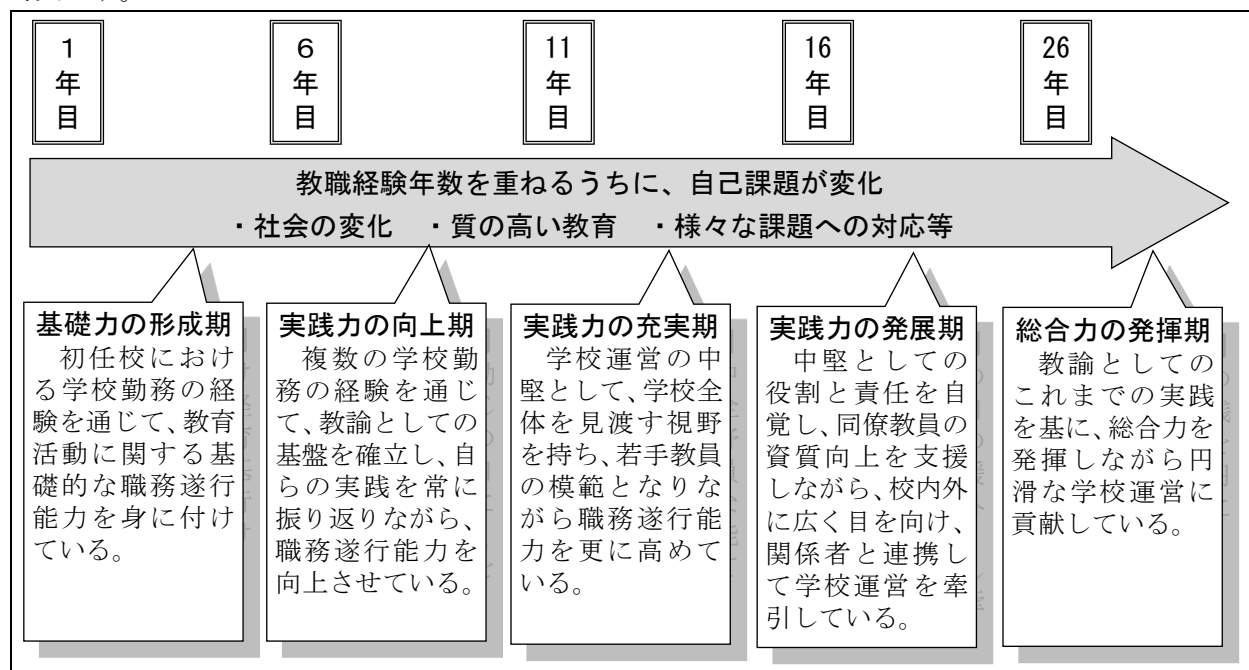 1年目
６年目
11年目
16年目
26年目
教職経験年数を重ねるうちに、自己課題が変化
・社会の変化　・質の高い教育　・様々な課題への対応等
基礎力の形成期
初任校におけ
る学校勤務の経
験を通じて、教育
活動に関する基
礎的な職務遂行
能力を身に付け
ている。
実践力の向上期
複数の学校勤
務の経験を通じ
て、教諭としての
基盤を確立し、自
らの実践を常に
振り返りながら、
職務遂行能力を
向上させている。
実践力の充実期
学校運営の中
堅として、学校全
体を見渡す視野
を持ち、若手教員
の模範となりな
がら職務遂行能
力を更に高めて
いる。
実践力の発展期
中堅としての
役割と責任を自
覚し、同僚教員の
資質向上を支援
しながら、校内外
に広く目を向け、
関係者と連携し
て学校運営を牽
引している。
総合力の発揮期
教諭としての
これまでの実践
を基に、総合力を
発揮しながら円
滑な学校運営に
貢献している。